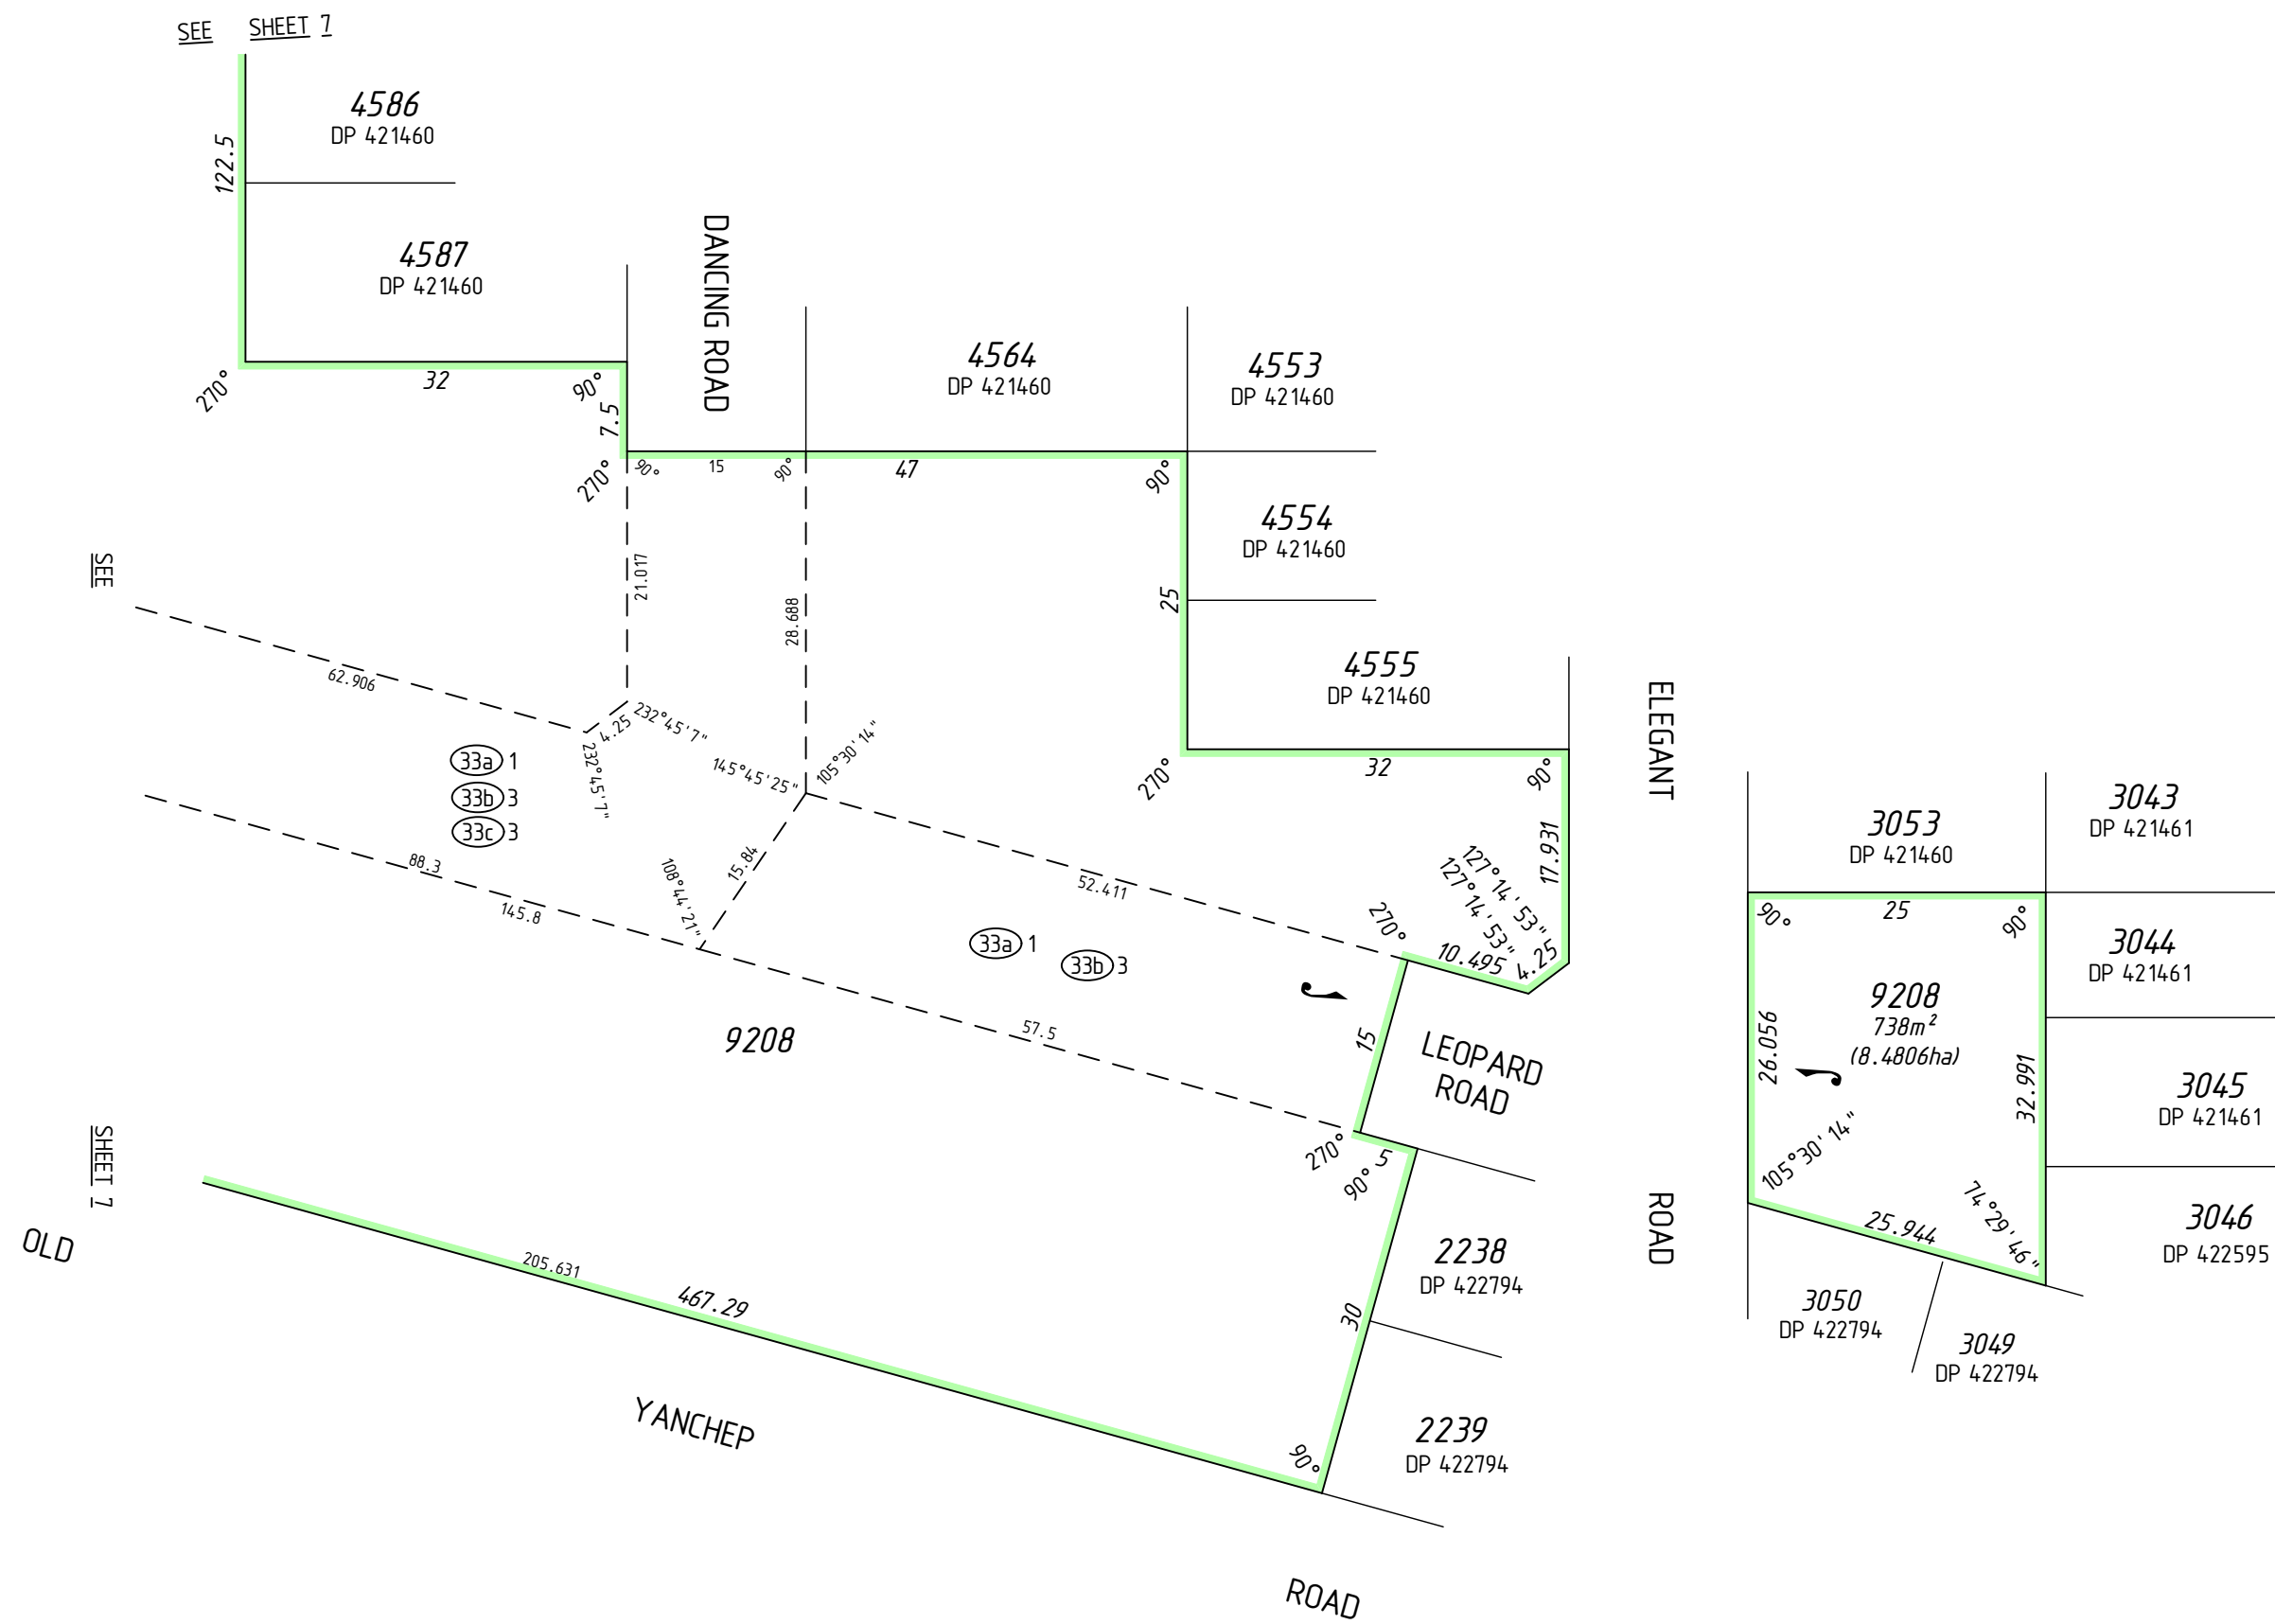 SEE SHEET 7
4586
DP 421460
122.5
4587
DP 421460
270°
32
90°
7.5
DANCING ROAD
4564
DP 421460
4553
DP 421460
270°
90°
15
90°
47
90°
4554
DP 421460
25
21.017
28.688
SEE
62.906
4555
DP 421460
ELEGANT
270°
32
90°
4.25
232°45'7"
232°45'7"
145°45'25"
105°30'14"
33a 1
33b 3
33c 3
17.931
127°14'53"
127°14'53"
3053
DP 421460
3043
DP 421461
88.3
145.8
108°44'21"
15.84
52.411
270°
10.495
4.25
90°
25
90°
3044
DP 421461
33a 1
33b 3
9208
57.5
15
LEOPARD
ROAD
9208
738m²
(8.4806ha)
26.056
32.991
3045
DP 421461
105°30'14"
74°29'46"
25.944
SHEET 7
270°
5
90°
ROAD
3046
DP 422595
OLD
205.631
467.29
2238
DP 422794
30
3050
DP 422794
3049
DP 422794
YANCHEP
90°
2239
DP 422794
ROAD